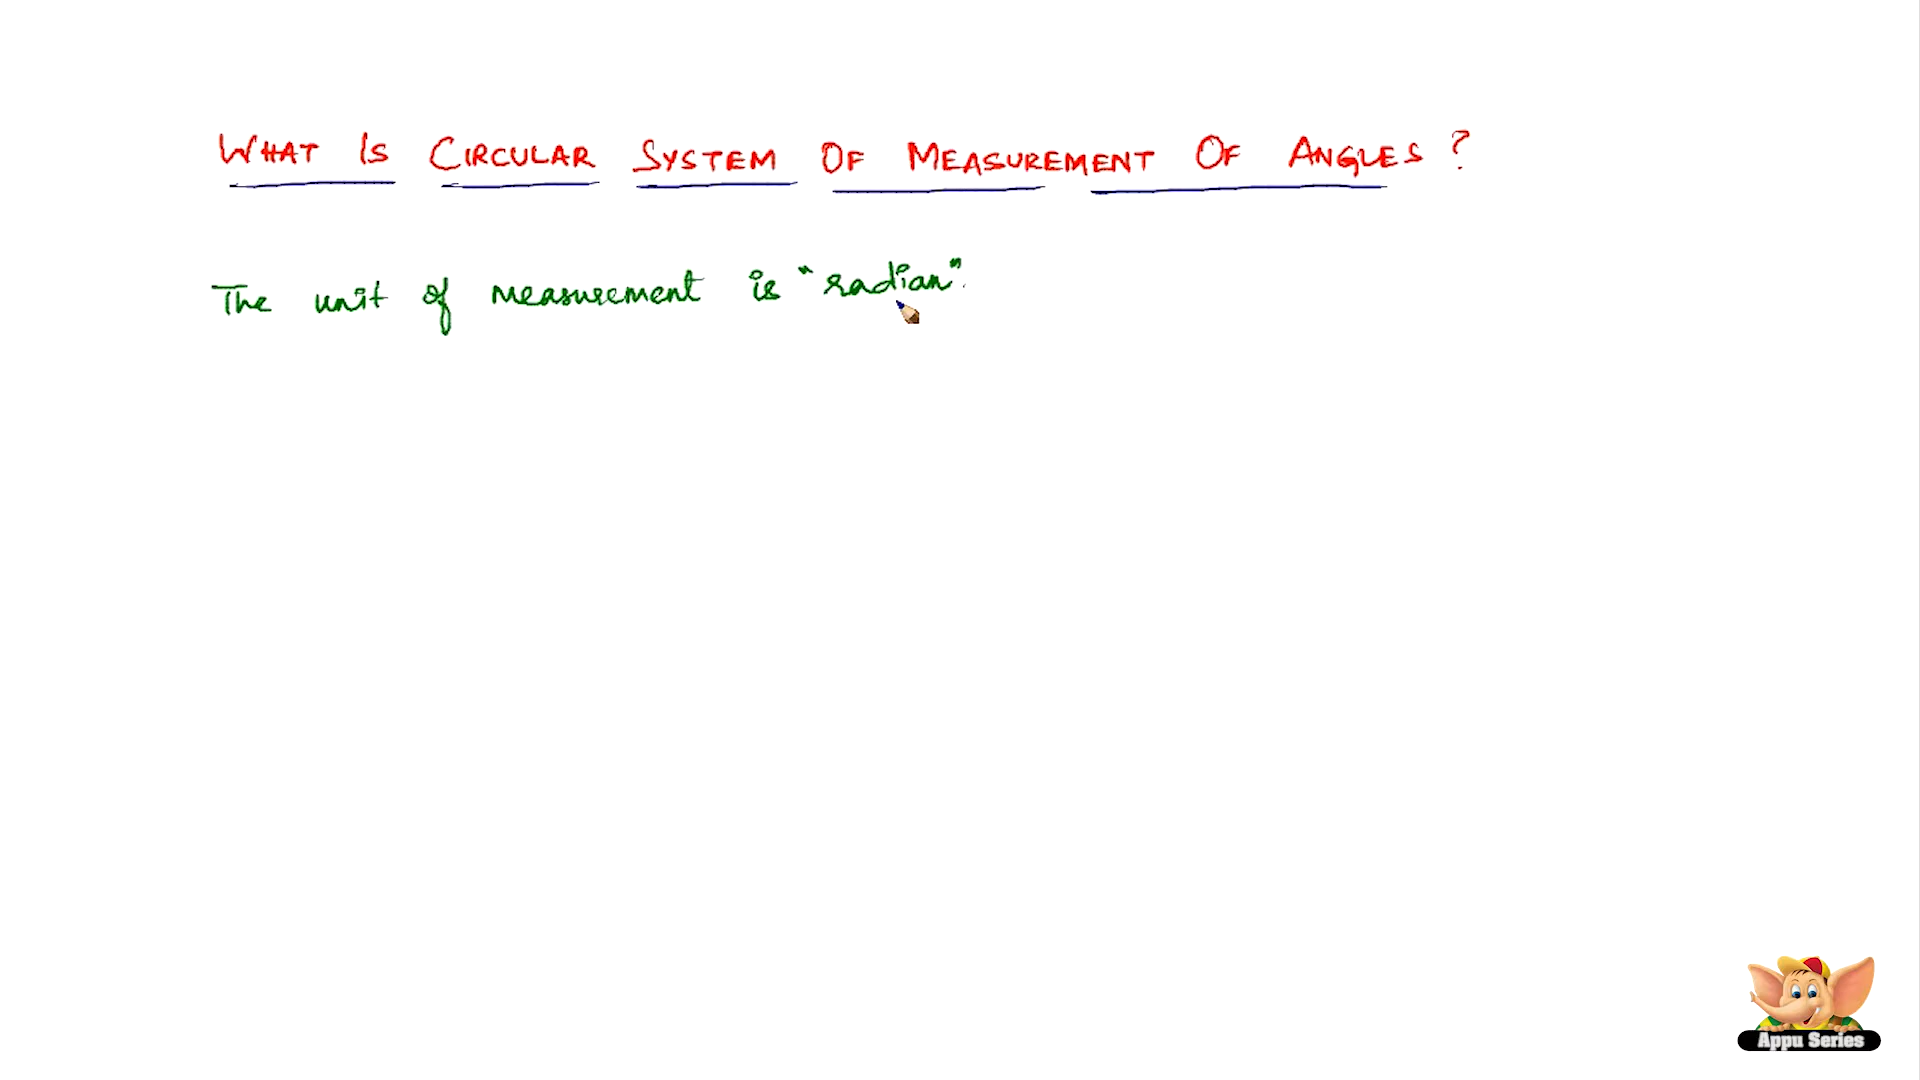 WHAT IS CIRCULAR SYSTEM OF MEASUREMENT OF ANGLES ?
The unit of measurement is "radian".
Appu Series